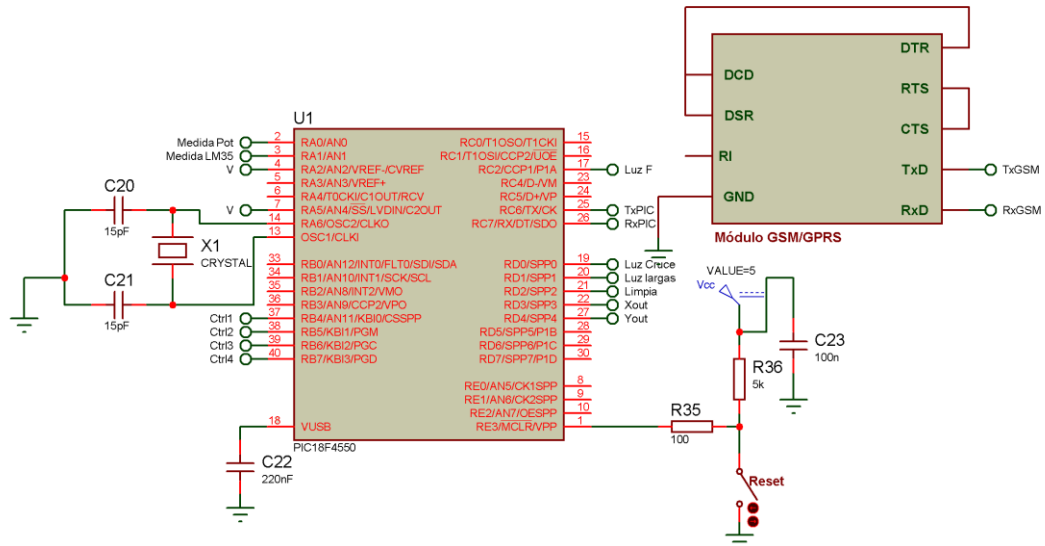 U1
Medida Pot
Medida LM35
V
V
2 RA0/AN0
3 RA1/AN1
4 RA2/AN2/VREF-/CVREF
5 RA3/AN3/VREF+
6 RA4/T0CKI/C1OUT/RCV
7 RA5/AN4/SS/LVDIN/C2OUT
14 RA6/OSC2/CLKO
13 OSC1/CLKI
33 RB0/AN12/INT0/FLT0/SDI/SDA
34 RB1/AN10/INT1/SCK/SCL
35 RB2/AN8/INT2/VMO
36 RB3/AN9/CCP2/VPO
Ctrl1 37 RB4/AN11/KBI0/CSSPP
Ctrl2 38 RB5/KBI1/PGM
Ctrl3 39 RB6/KBI2/PGC
Ctrl4 40 RB7/KBI3/PGD
18 VUSB
RC0/T1OSO/T1CKI 15
RC1/T1OSI/CCP2/UOE 16
RC2/CCP1/P1A 17 Luz F
RC4/D-/VM 23
RC5/D+/VP 24
RC6/TX/CK 25 TxPIC
RC7/RX/DT/SDO 26 RxPIC
RD0/SPP0 19 Luz Cruce
RD1/SPP1 20 Luz largas
RD2/SPP2 21 Limpia
RD3/SPP3 22 Xout
RD4/SPP4 27 Yout
RD5/SPP5/P1B 28
RD6/SPP6/P1C 29
RD7/SPP7/P1D 30
RE0/AN5/CK1SPP 8
RE1/AN6/CK2SPP 9
RE2/AN7/OESPP 10
RE3/MCLR/VPP 1
PIC18F4550
C20
15pF
X1
CRYSTAL
C21
15pF
C22
220nF
DTR
DCD
RTS
DSR
CTS
RI
TxD
TxGSM
GND
RxD
RxGSM
Módulo GSM/GPRS
VALUE=5
Vcc
C23
100n
R36
5k
R35
100
Reset